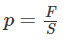 p = F/S